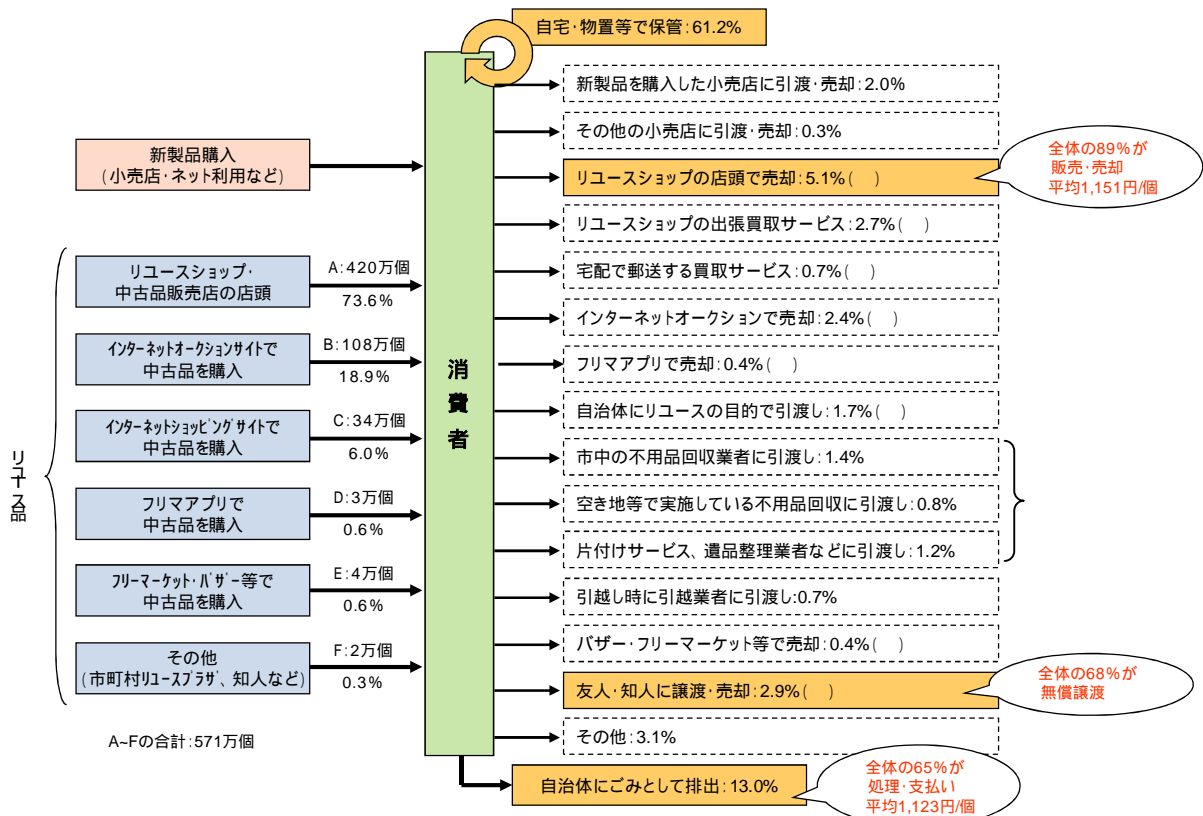 自宅・物置等で保管:61.2%
新製品を購入した小売店に引渡・売却:2.0%
その他の小売店に引渡・売却:0.3%
新製品購入
(小売店・ネット利用など)
全体の89%が
販売・売却
平均1,151円/個
リユースショップの店頭で売却:5.1%(　)
リユースショップの出張買取サービス:2.7%(　)
リユースショップ・
中古品販売店の店頭
A:420万個
73.6%
宅配で郵送する買取サービス:0.7%(　)
インターネットオークションで売却:2.4%(　)
ｲﾝﾀｰﾈｯﾄオークションサイトで
中古品を購入
B:108万個
18.9%
フリマアプリで売却:0.4%(　)
消費者
自治体にリユースの目的で引渡し:1.7%(　)
ｲﾝﾀｰﾈｯﾄｼｮｯﾋﾟﾝｸﾞサイトで
中古品を購入
C:34万個
6.0%
市中の不用品回収業者に引渡し:1.4%
リユース品
フリマアプリで
中古品を購入
D:3万個
0.6%
空き地等で実施している不用品回収に引渡し:0.8%
片付けサービス、遺品整理業者などに引渡し:1.2%
ﾌﾘｰﾏｰｹｯﾄ・ﾊﾞｻﾞｰ等で
中古品を購入
E:4万個
0.6%
引越し時に引越業者に引渡し:0.7%
バザー・フリーマーケット等で売却:0.4%(　)
その他
(市町村ﾘﾕｰｽﾌﾟﾗｻﾞ、知人など)
F:2万個
0.3%
友人・知人に譲渡・売却:2.9%(　)
全体の68%が
無償譲渡
A~Fの合計:571万個
その他:3.1%
自治体にごみとして排出:13.0%
全体の65%が
処理・支払い
平均1,123円/個